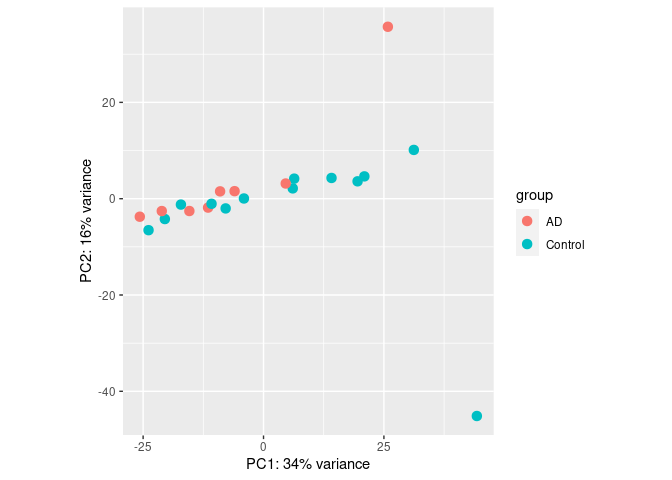 20
0
-20
-40
PC2: 16% variance
-25
0
25
PC1: 34% variance
group
AD
Control